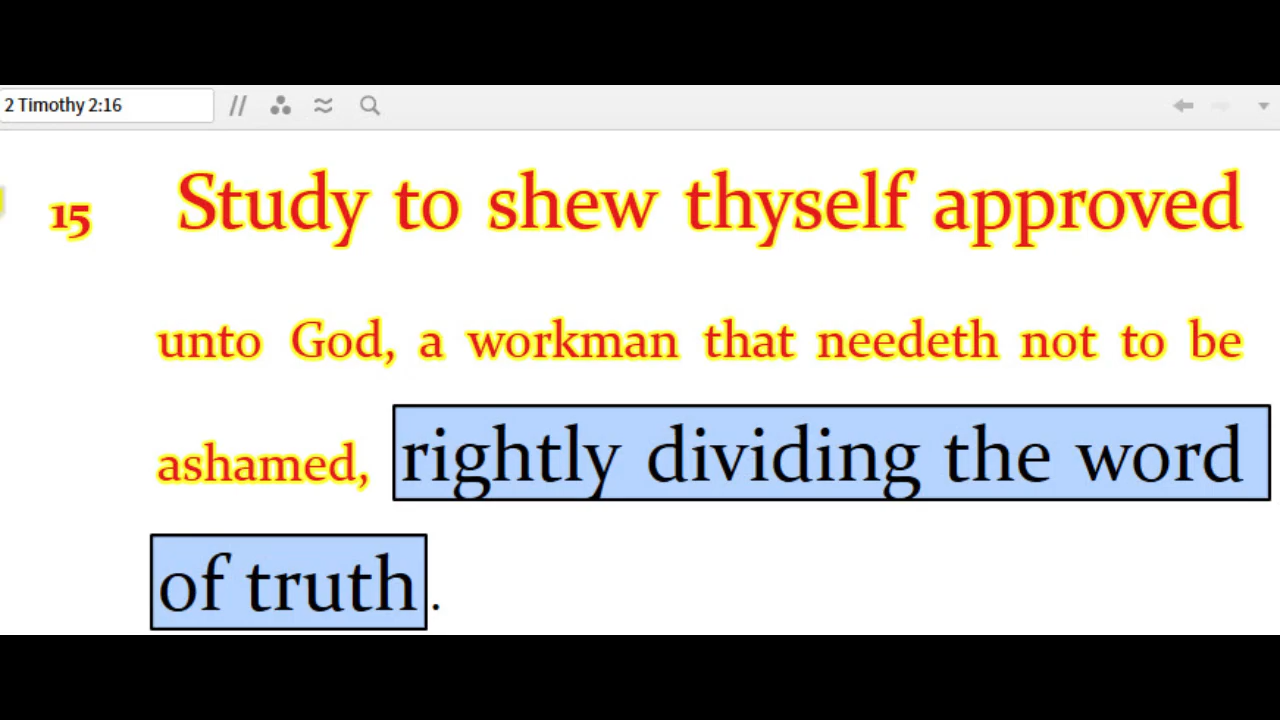 2 Timothy 2:16
15 Study to shew thyself approved
unto God, a workman that needeth not to be
ashamed, rightly dividing the word
of truth.